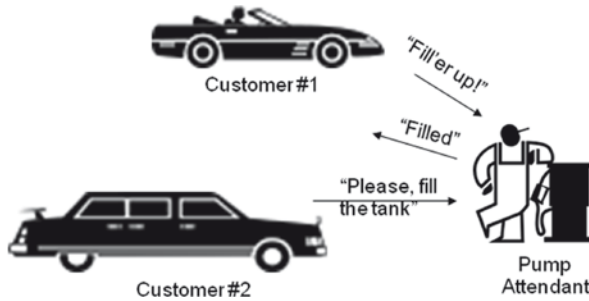 "Fill'er up!"
Customer #1
"Filled"
"Please, fill
the tank"
Pump
Attendant
Customer #2